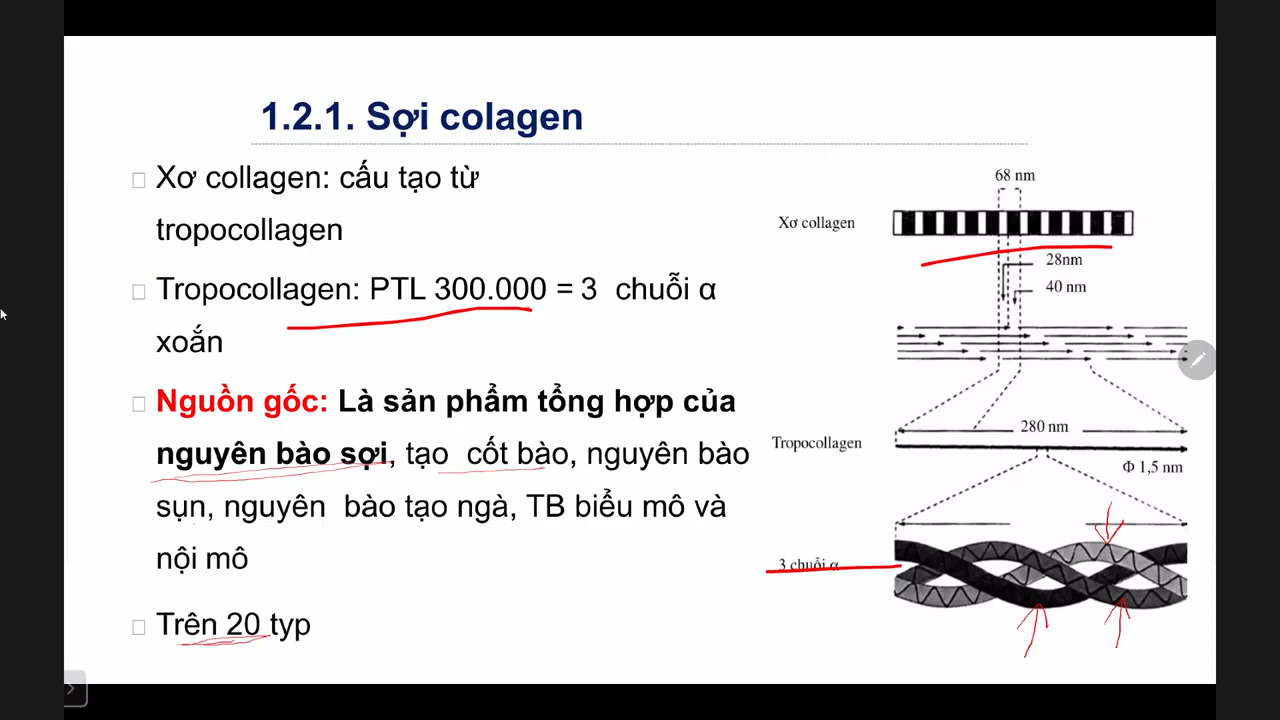 1.2.1. Sợi colagen
Xơ collagen: cấu tạo từ
tropocollagen
Tropocollagen: PTL 300.000 = 3 chuỗi α
xoắn
Nguồn gốc: Là sản phẩm tổng hợp của
nguyên bào sợi, tạo cốt bào, nguyên bào
sụn, nguyên bào tạo ngà, TB biểu mô và
nội mô
Trên 20 typ
68 nm
Xơ collagen
28nm
40 nm
280 nm
Tropocollagen
Φ 1,5 nm
3 chuỗi α